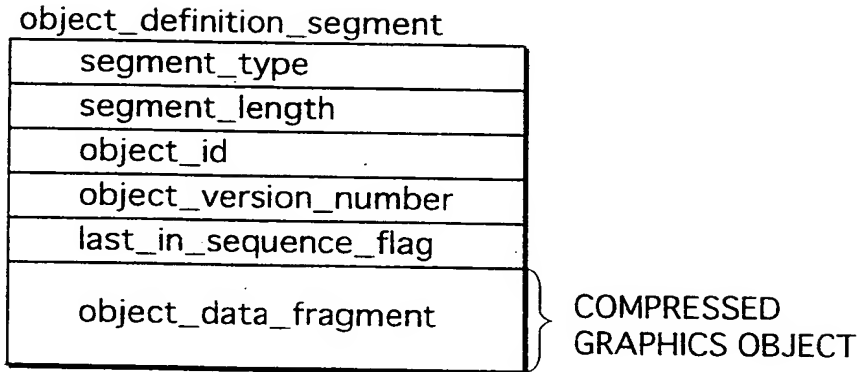 object_definition_segment
segment_type
segment_length
object_id
object_version_number
last_in_sequence_flag
object_data_fragment
COMPRESSED
GRAPHICS OBJECT